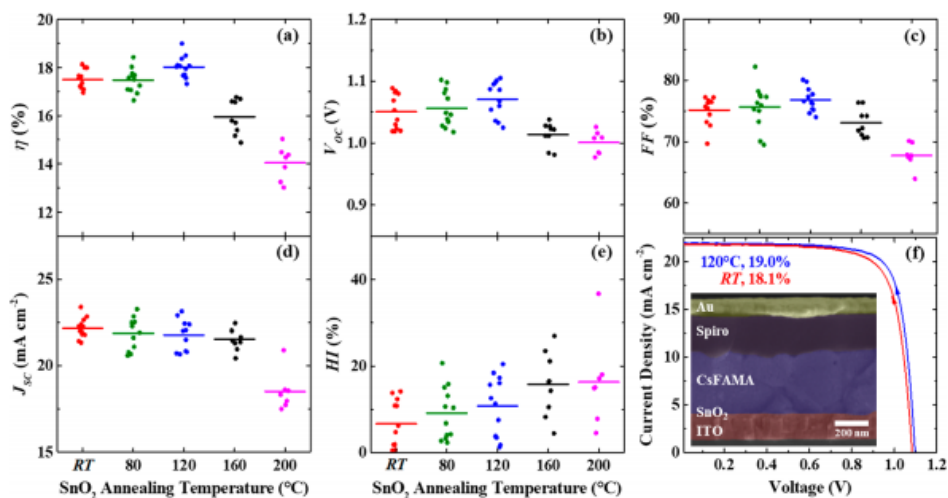 (a)
η (%)
20
18
16
14
12
(b)
V_OC (V)
1.2
1.1
1.0
0.9
(c)
FF (%)
90
80
70
60
(d)
J_SC (mA cm⁻²)
25
20
15
RT 80 120 160 200
SnO₂ Annealing Temperature (°C)
(e)
HI (%)
40
20
0
RT 80 120 160 200
SnO₂ Annealing Temperature (°C)
(f)
Current Density (mA cm⁻²)
20
15
10
5
0
120°C, 19.0%
RT, 18.1%
Au
Spiro
CsFAMA
SnO₂
ITO
200 nm
0.2 0.4 0.6 0.8 1.0 1.2
Voltage (V)